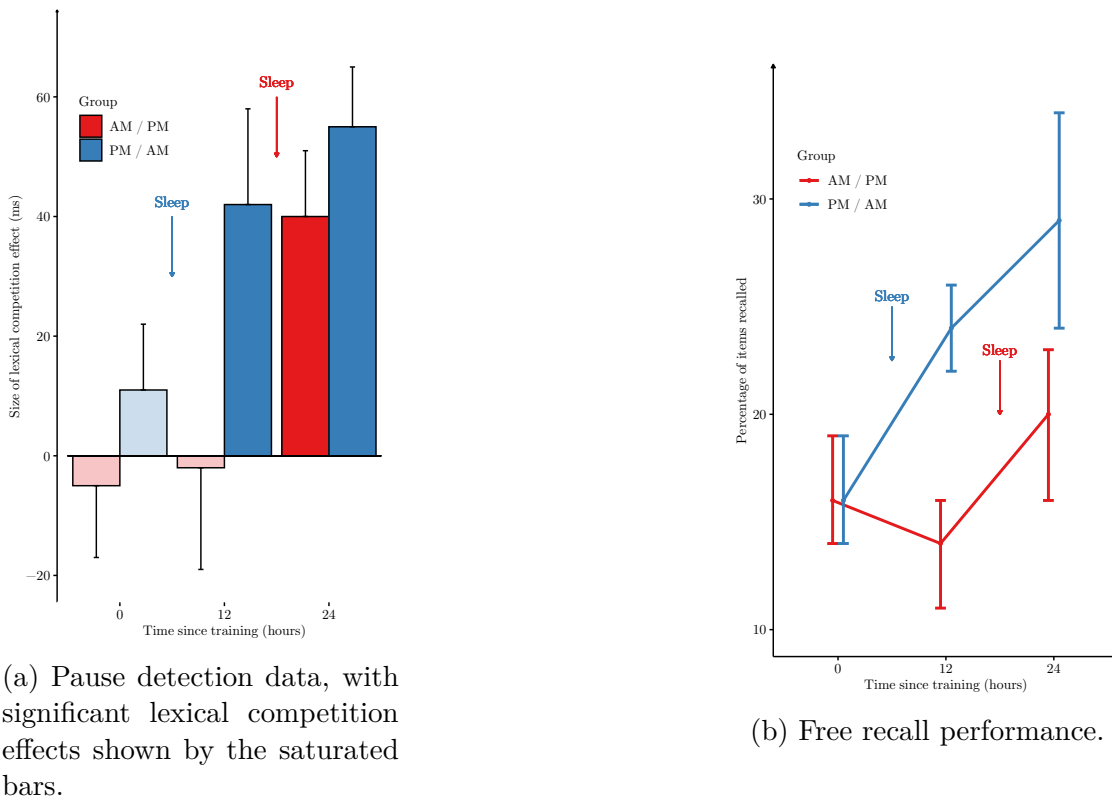 Sleep
60
Group
AM / PM
PM / AM
Sleep
Size of lexical competition effect (ms)
40
20
0
−20
0 12 24
Time since training (hours)
(a) Pause detection data, with
significant lexical competition
effects shown by the saturated
bars.
Group
AM / PM
PM / AM
30
Sleep
Sleep
Percentage of items recalled
20
10
0 12 24
Time since training (hours)
(b) Free recall performance.